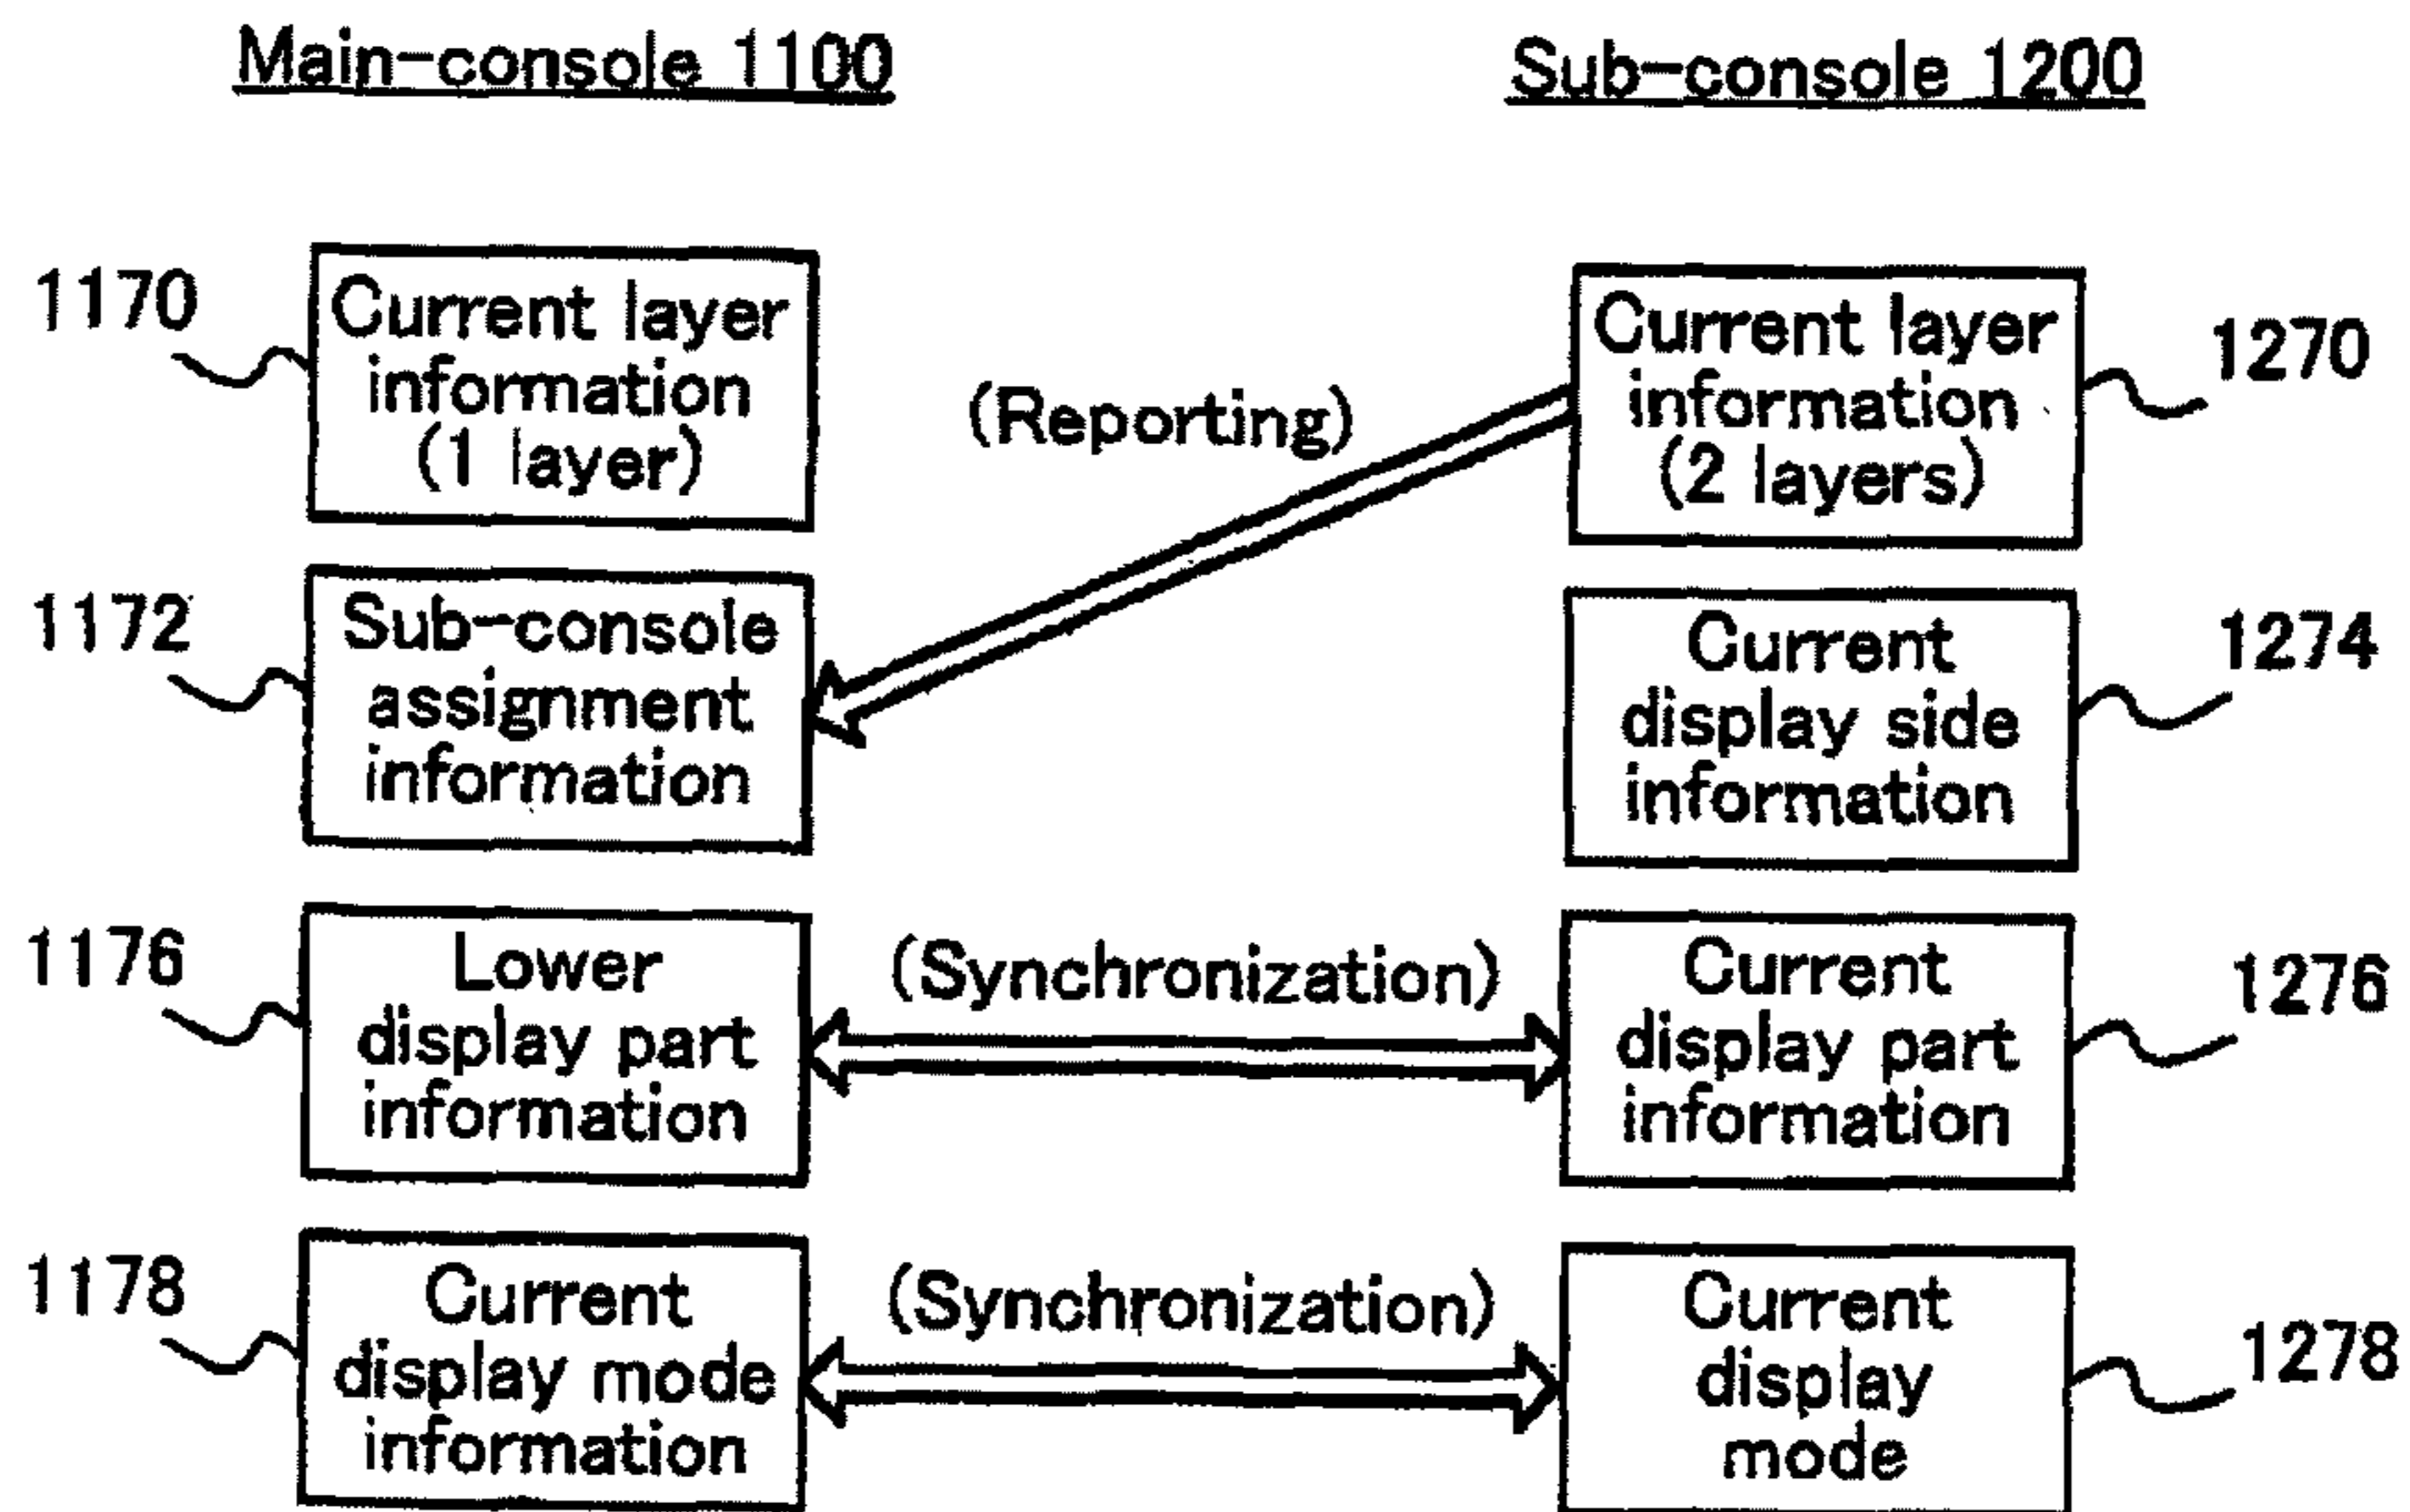 Main-console 1100
Sub-console 1200
1170
Current layer
information
(1 layer)
(Reporting)
Current layer
information
(2 layers)
1270
1172
Sub-console
assignment
information
Current
display side
information
1274
1176
Lower
display part
information
(Synchronization)
Current
display part
information
1276
1178
Current
display mode
information
(Synchronization)
Current
display
mode
1278